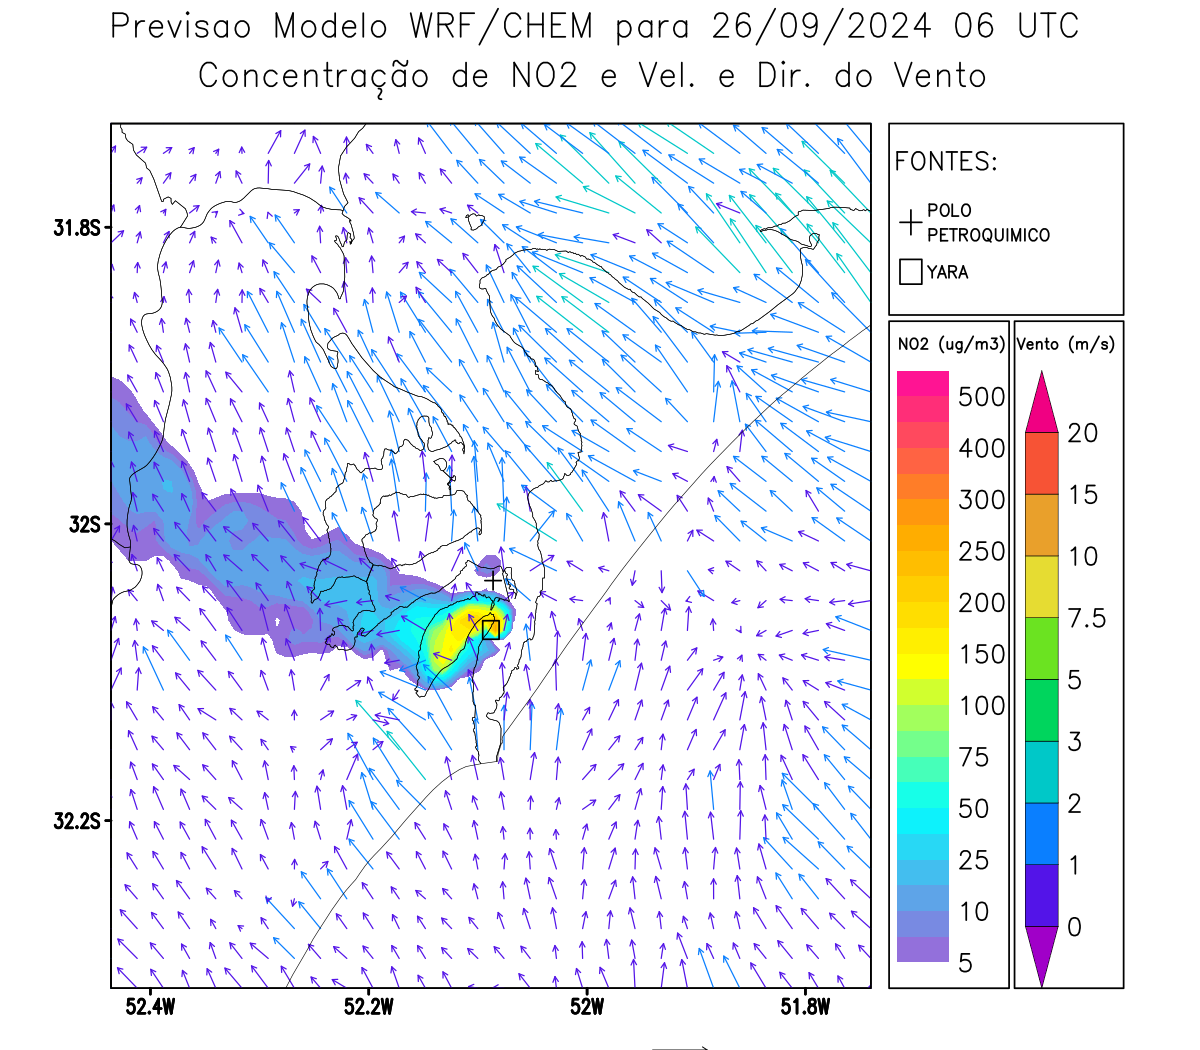 Previsao Modelo WRF/CHEM para 26/09/2024 06 UTC
Concentração de NO2 e Vel. e Dir. do Vento
FONTES:
POLO
PETROQUIMICO
YARA
NO2 (ug/m3)
500
400
300
250
200
150
100
75
50
25
10
5
Vento (m/s)
20
15
10
7.5
5
3
2
1
0
31.8S
32S
32.2S
52.4W
52.2W
52W
51.8W